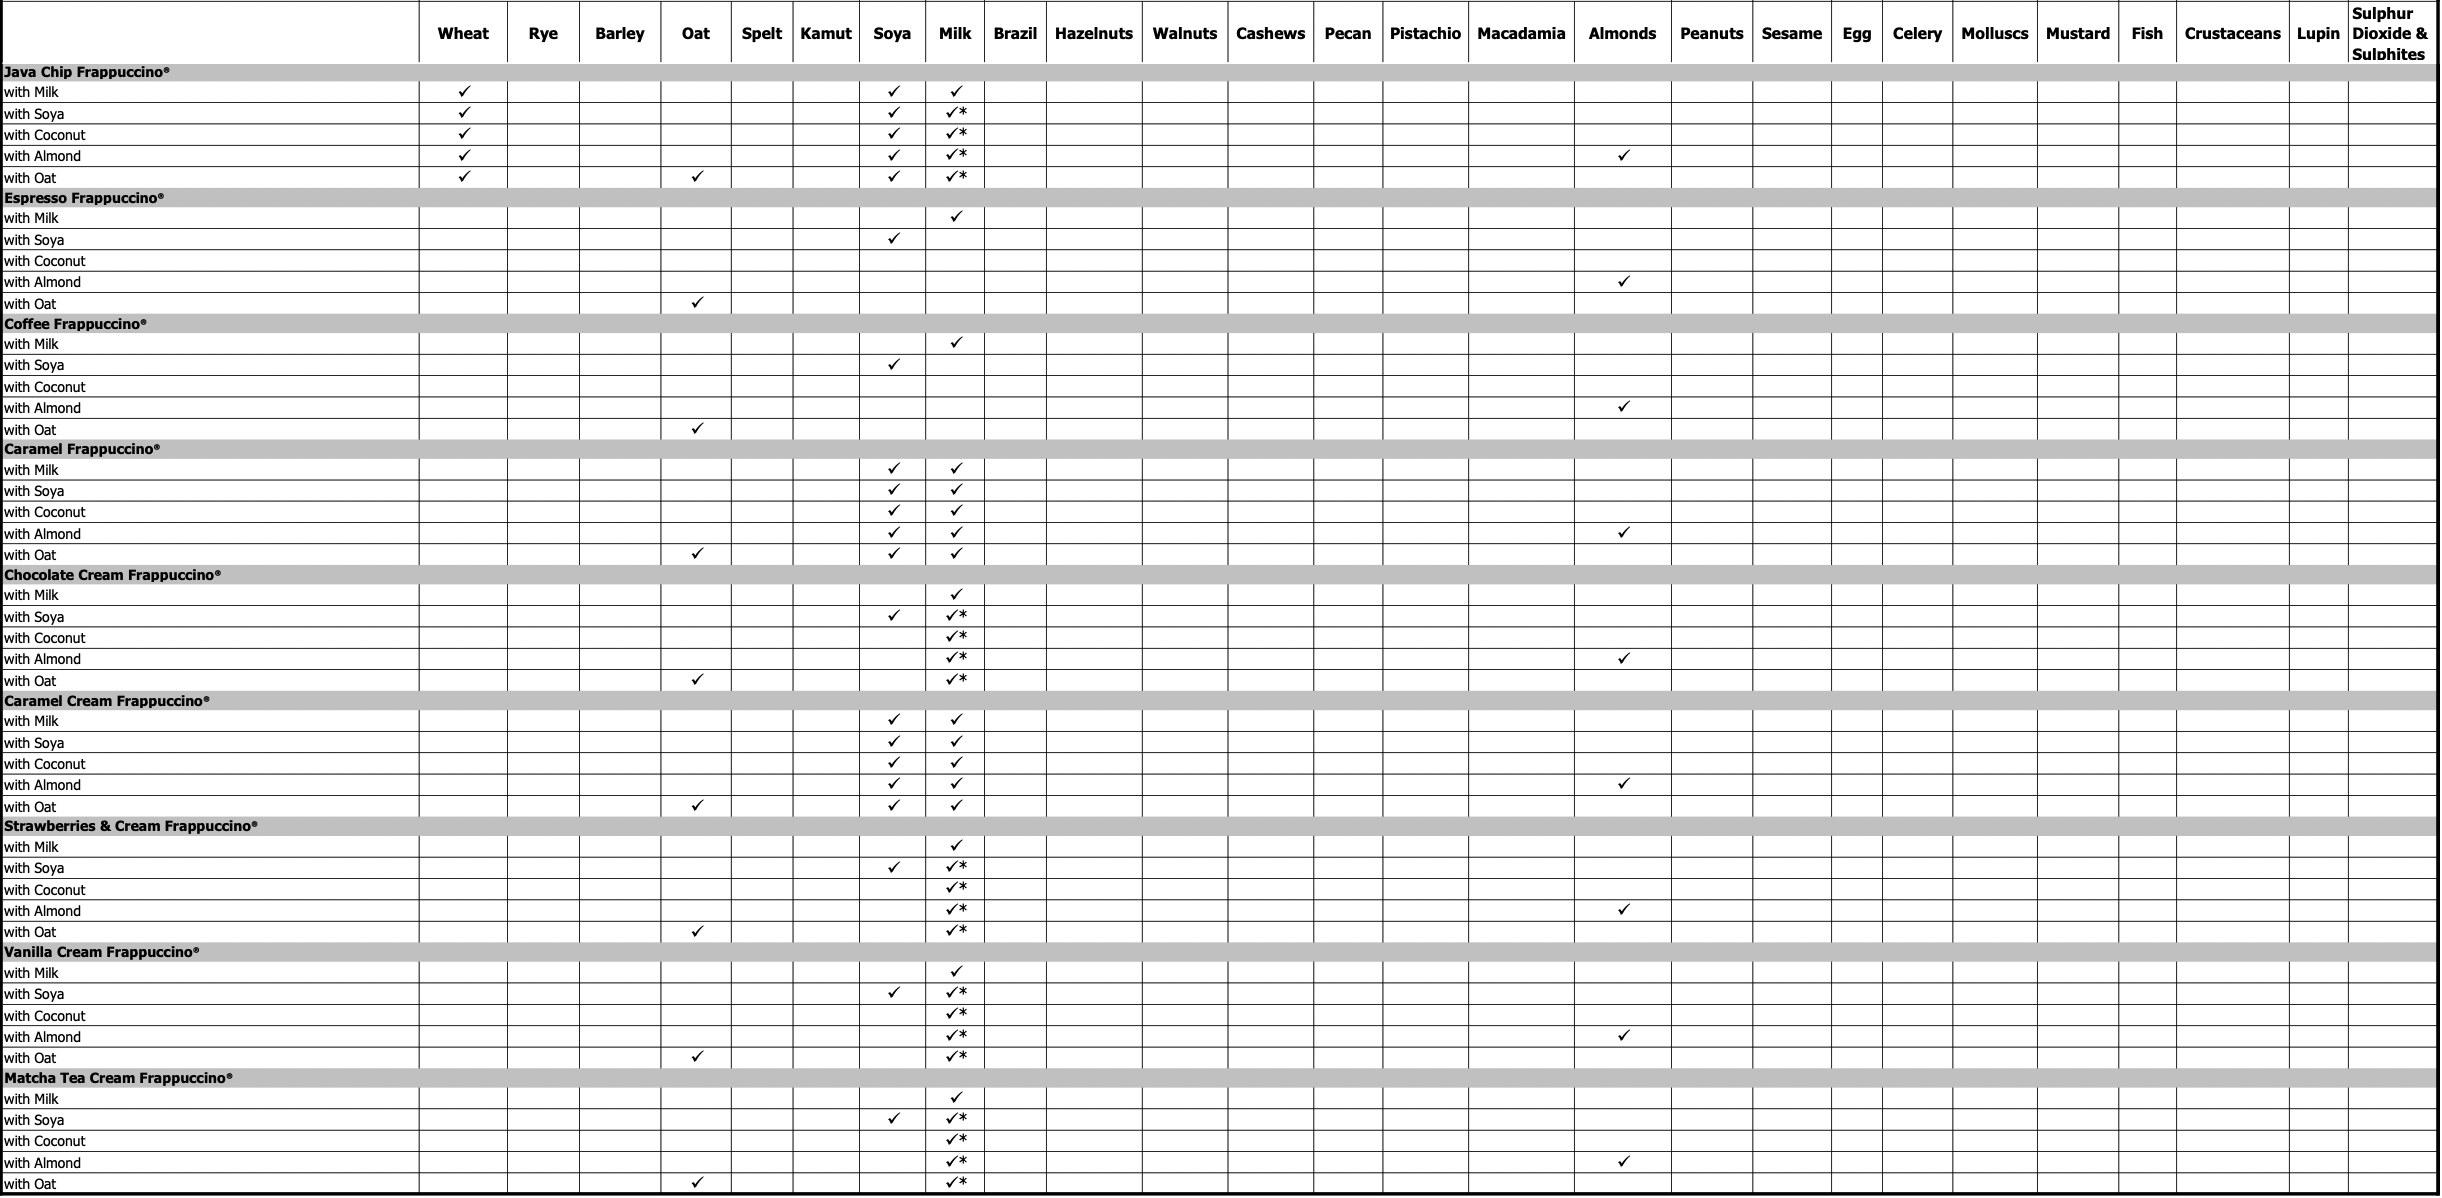 Wheat Rye Barley Oat Spelt Kamut Soya Milk Brazil Hazelnuts Walnuts Cashews Pecan Pistachio Macadamia Almonds Peanuts Sesame Egg Celery Molluscs Mustard Fish Crustaceans Lupin Sulphur Dioxide & Sulphites
Java Chip Frappuccino®
with Milk ✓ ✓ ✓
with Soya ✓ ✓ ✓*
with Coconut ✓ ✓ ✓*
with Almond ✓ ✓ ✓* ✓
with Oat ✓ ✓ ✓ ✓*
Espresso Frappuccino®
with Milk ✓
with Soya ✓
with Coconut
with Almond ✓
with Oat ✓
Coffee Frappuccino®
with Milk ✓
with Soya ✓
with Coconut
with Almond ✓
with Oat ✓
Caramel Frappuccino®
with Milk ✓ ✓
with Soya ✓ ✓
with Coconut ✓ ✓
with Almond ✓ ✓ ✓
with Oat ✓ ✓ ✓
Chocolate Cream Frappuccino®
with Milk ✓
with Soya ✓ ✓*
with Coconut ✓*
with Almond ✓* ✓
with Oat ✓ ✓*
Caramel Cream Frappuccino®
with Milk ✓ ✓
with Soya ✓ ✓
with Coconut ✓ ✓
with Almond ✓ ✓ ✓
with Oat ✓ ✓ ✓
Strawberries & Cream Frappuccino®
with Milk ✓
with Soya ✓ ✓*
with Coconut ✓*
with Almond ✓* ✓
with Oat ✓ ✓*
Vanilla Cream Frappuccino®
with Milk ✓
with Soya ✓ ✓*
with Coconut ✓*
with Almond ✓* ✓
with Oat ✓ ✓*
Matcha Tea Cream Frappuccino®
with Milk ✓
with Soya ✓ ✓*
with Coconut ✓*
with Almond ✓* ✓
with Oat ✓ ✓*